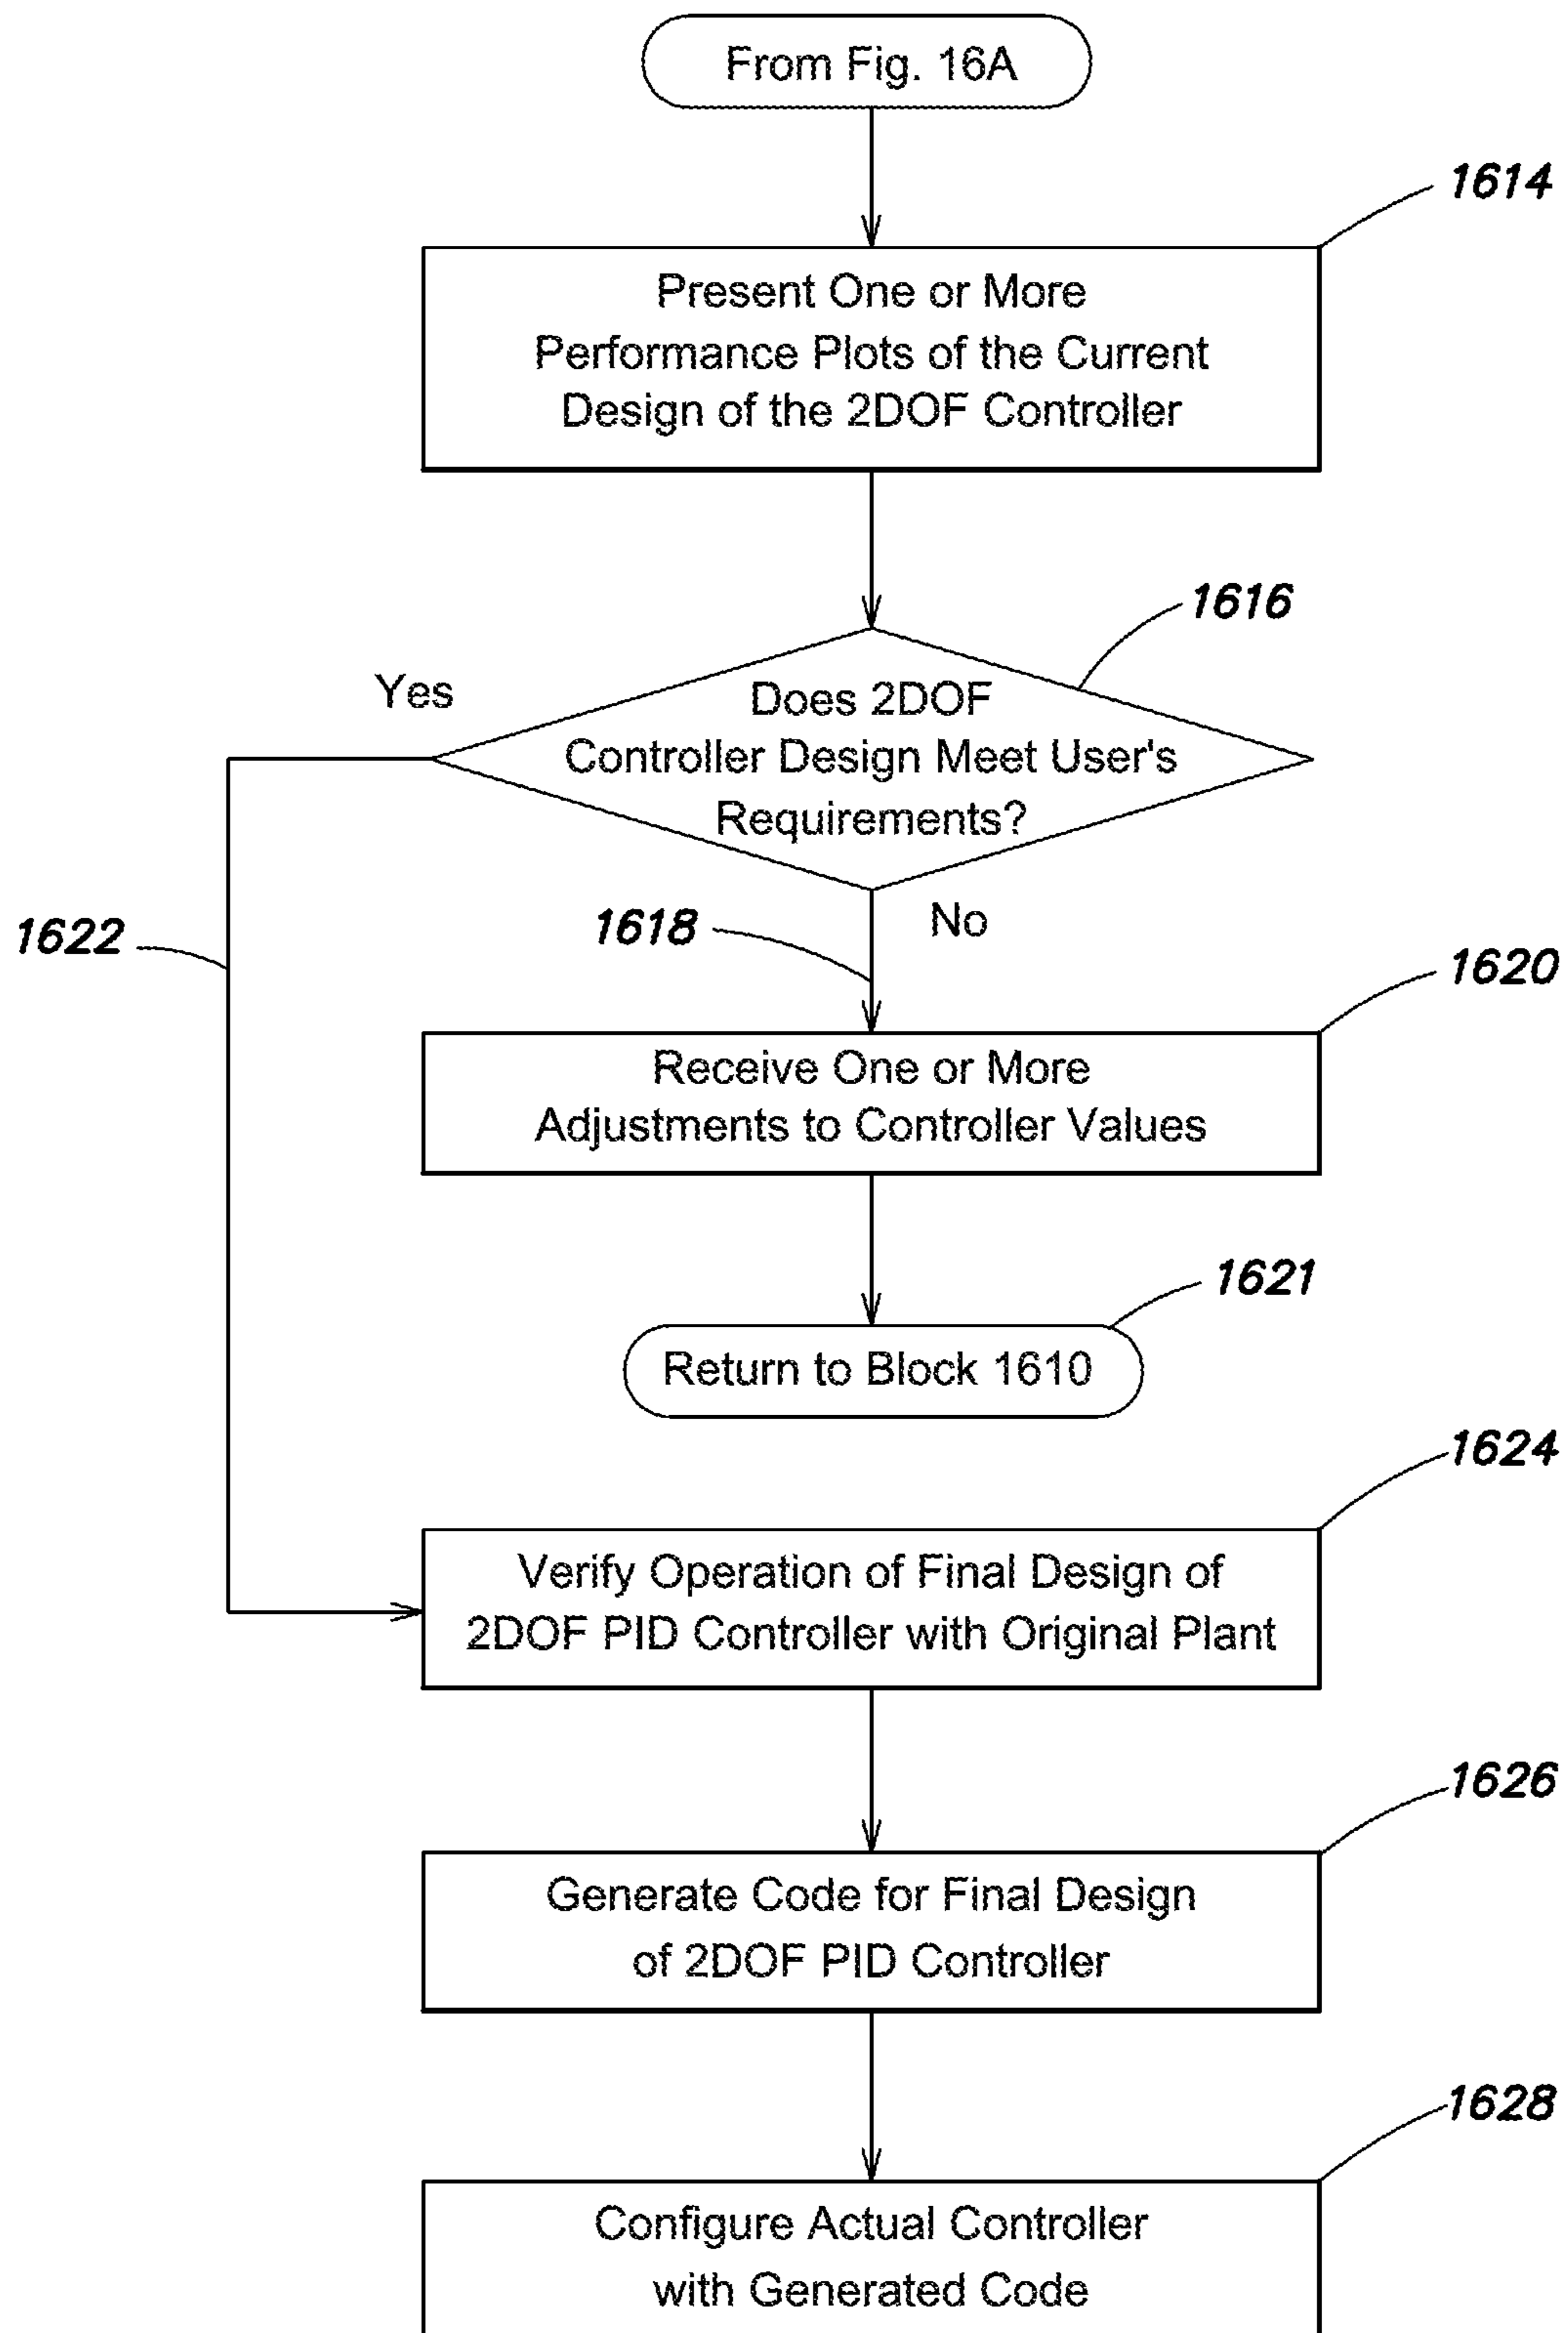 From Fig. 16A
1614
Present One or More
Performance Plots of the Current
Design of the 2DOF Controller
1616
Yes
Does 2DOF
Controller Design Meet User's
Requirements?
1622
1618
No
1620
Receive One or More
Adjustments to Controller Values
1621
Return to Block 1610
1624
Verify Operation of Final Design of
2DOF PID Controller with Original Plant
1626
Generate Code for Final Design
of 2DOF PID Controller
1628
Configure Actual Controller
with Generated Code